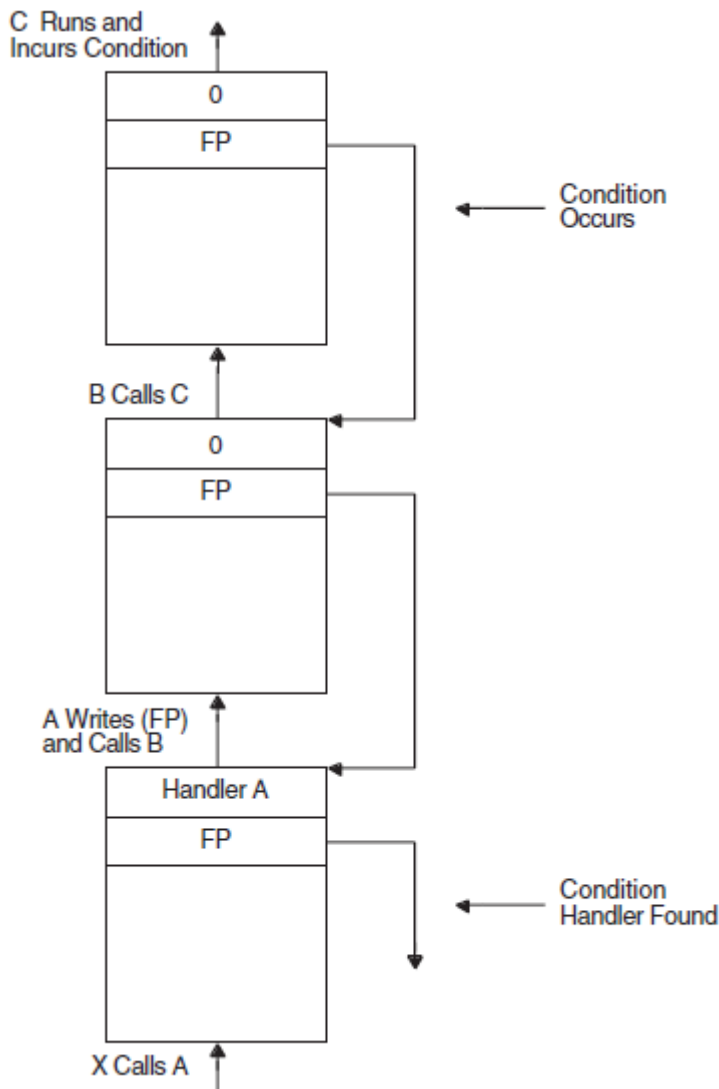 C Runs and
Incurs Condition
0
FP
Condition
Occurs
B Calls C
0
FP
A Writes (FP)
and Calls B
Handler A
FP
Condition
Handler Found
X Calls A